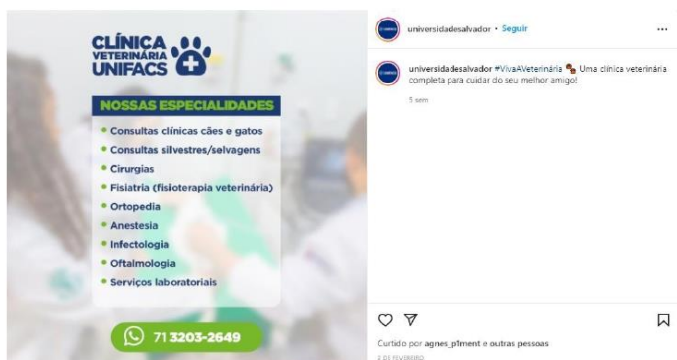 CLÍNICA
VETERINÁRIA
UNIFACS
NOSSAS ESPECIALIDADES
• Consultas clínicas cães e gatos
• Consultas silvestres/selvagens
• Cirurgias
• Fisiatria (fisioterapia veterinária)
• Ortopedia
• Anestesia
• Infectologia
• Oftalmologia
• Serviços laboratoriais
71 3203-2649
universidadesalvador • Seguir
universidadesalvador #VivaAVeterinária Uma clínica veterinária
completa para cuidar do seu melhor amigo!
5 sem
Curtido por agnes_p1ment e outras pessoas
DE FEVEREIRO